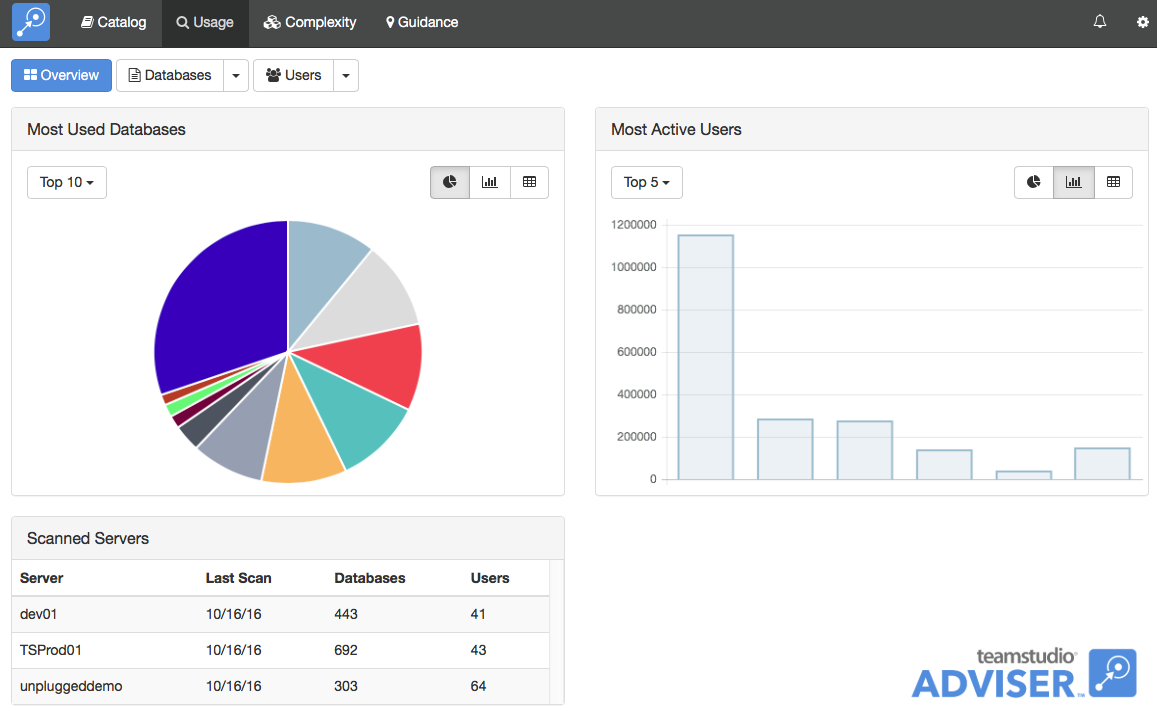 Catalog Usage Complexity Guidance
Overview Databases Users
Most Used Databases
Top 10
Most Active Users
Top 5
1200000
1000000
800000
600000
400000
200000
0
Scanned Servers
Server Last Scan Databases Users
dev01 10/16/16 443 41
TSProd01 10/16/16 692 43
unpluggeddemo 10/16/16 303 64
teamstudio®
ADVISER™